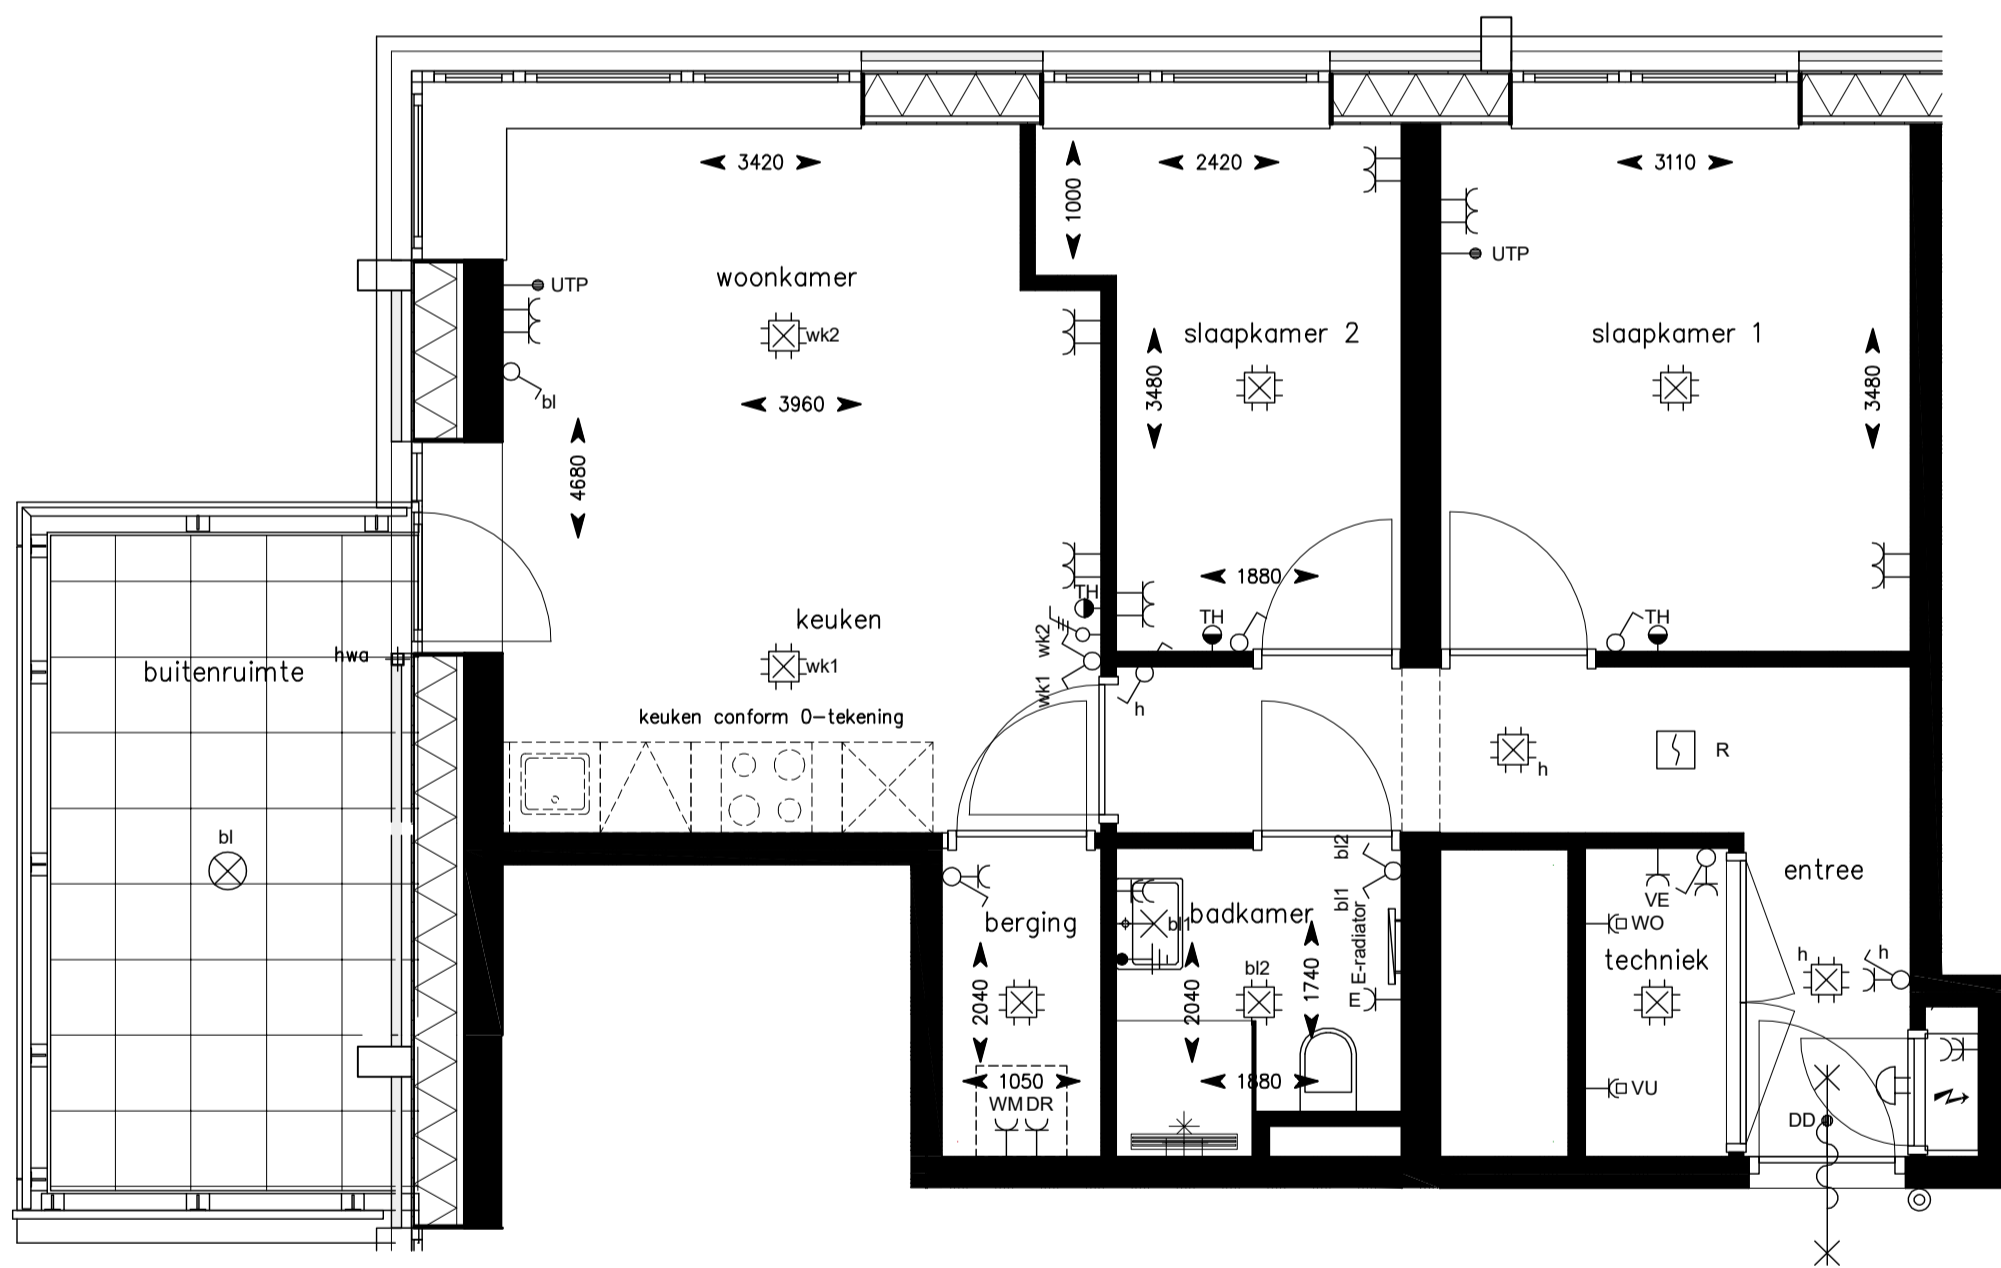 3420
2420
3110
1000
UTP
UTP
woonkamer
wk2
slaapkamer 2
slaapkamer 1
3480
3480
bl
3960
4680
1880
TH
TH
TH
keuken
wk2
wk1
wk1
hwa
buitenruimte
keuken conform 0-tekening
h
h
R
bl
bl2
bl1
berging
badkamer
bl1
E-radiator
VE
WO
entree
techniek
h
h
2040
2040
bl2
1740
E
1050
WM DR
1880
VU
DD